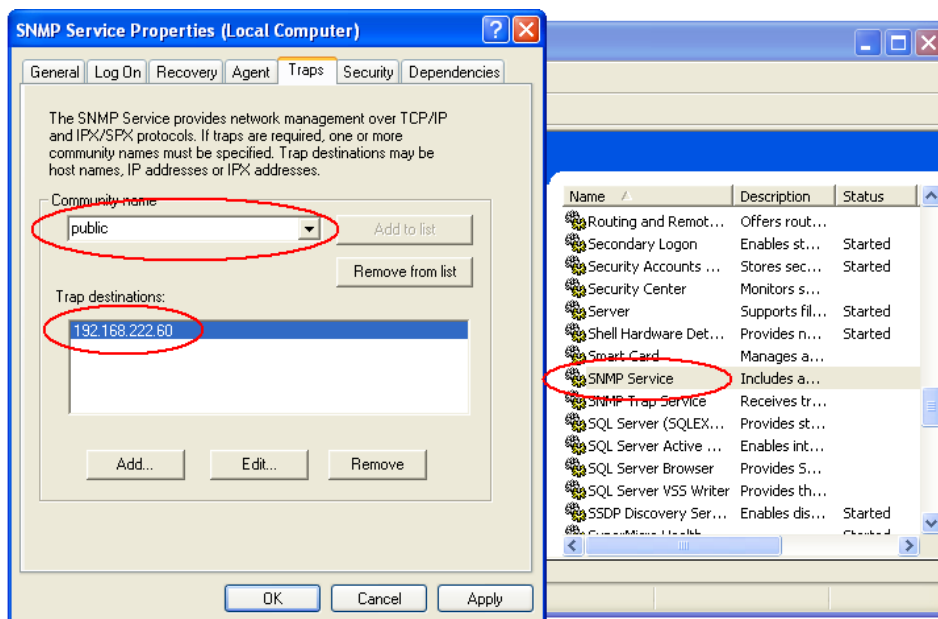 SNMP Service Properties (Local Computer)
General Log On Recovery Agent Traps Security Dependencies
The SNMP Service provides network management over TCP/IP
and IPX/SPX protocols. If traps are required, one or more
community names must be specified. Trap destinations may be
host names, IP addresses or IPX addresses.
Community name
public
Add to list
Remove from list
Trap destinations:
192.168.222.60
Add... Edit... Remove
OK Cancel Apply
Name Description Status
Routing and Remot... Offers rout...
Secondary Logon Enables st... Started
Security Accounts ... Stores sec... Started
Security Center Monitors s...
Server Supports fil... Started
Shell Hardware Det... Provides n... Started
Smart Card Manages a...
SNMP Service Includes a...
SNMP Trap Service Receives tr...
SQL Server (SQLEX... Provides st...
SQL Server Active ... Enables int...
SQL Server Browser Provides S...
SQL Server VSS Writer Provides th...
SSDP Discovery Ser... Enables dis... Started
SuperMicro Health Started